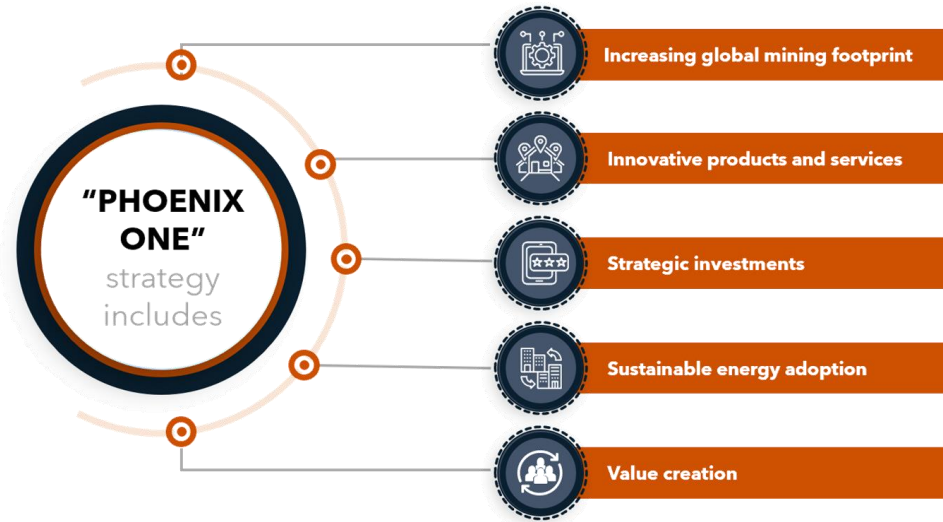 “PHOENIX
ONE”
strategy
includes
Increasing global mining footprint
Innovative products and services
Strategic investments
Sustainable energy adoption
Value creation